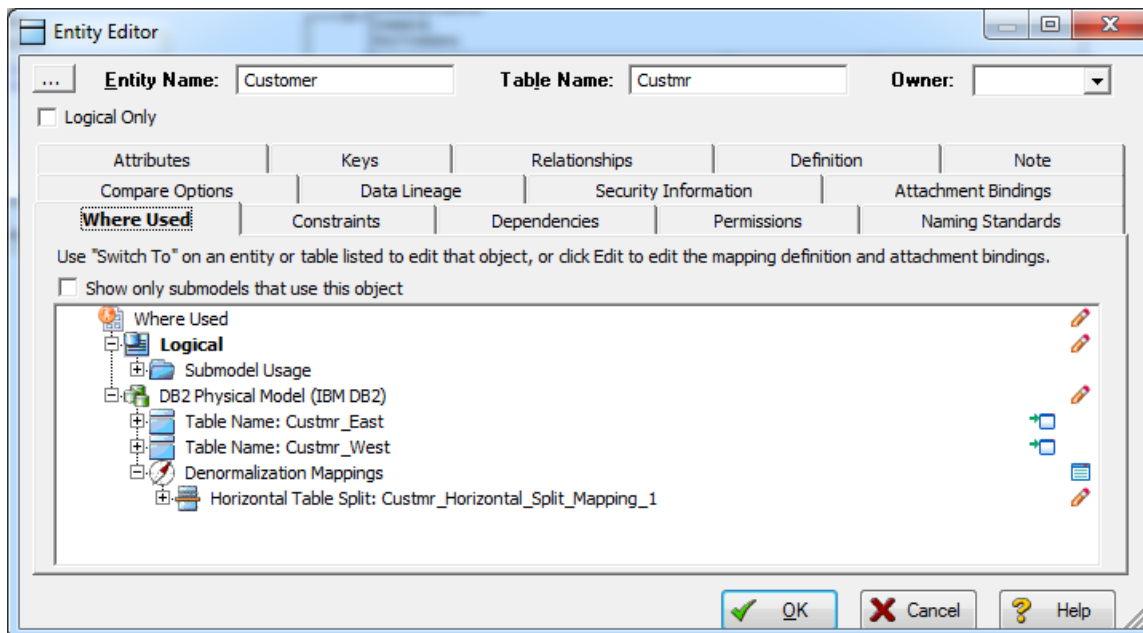 Entity Editor
... Entity Name: Customer Table Name: Custmr Owner:
Logical Only
Attributes Keys Relationships Definition Note
Compare Options Data Lineage Security Information Attachment Bindings
Where Used Constraints Dependencies Permissions Naming Standards
Use "Switch To" on an entity or table listed to edit that object, or click Edit to edit the mapping definition and attachment bindings.
Show only submodels that use this object
Where Used
Logical
Submodel Usage
DB2 Physical Model (IBM DB2)
Table Name: Custmr_East
Table Name: Custmr_West
Denormalization Mappings
Horizontal Table Split: Custmr_Horizontal_Split_Mapping_1
OK Cancel Help